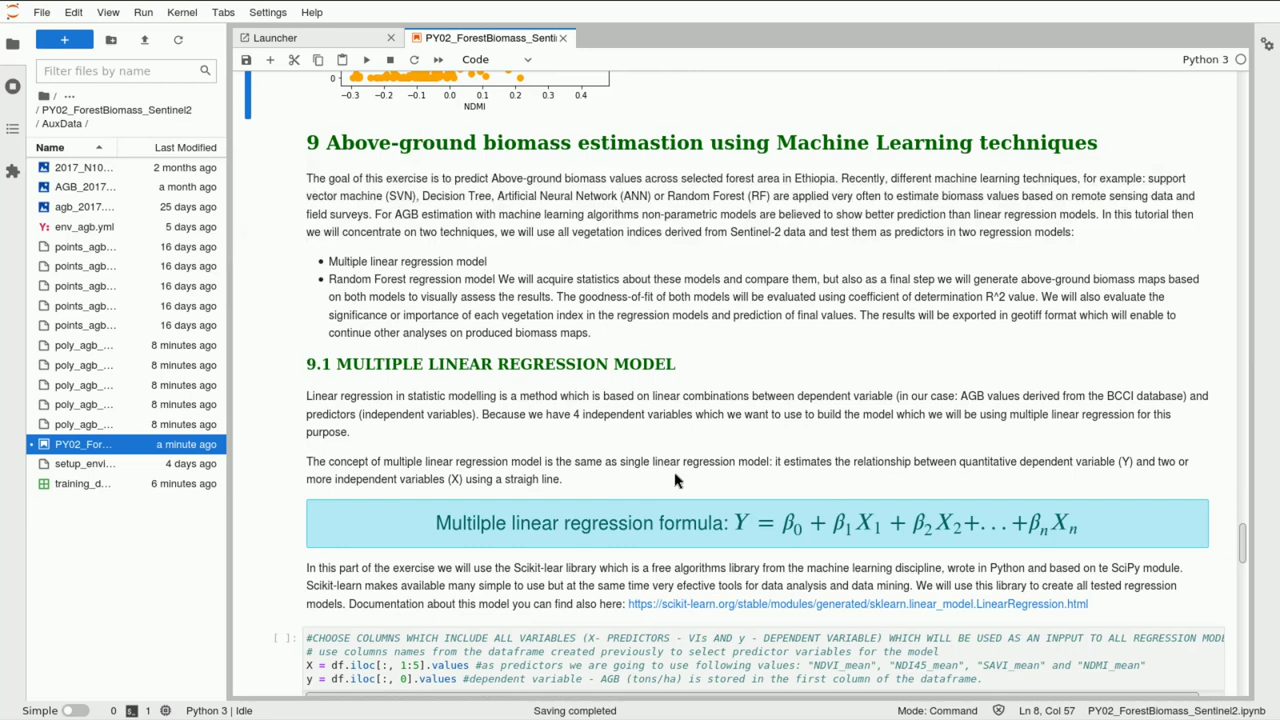 File Edit View Run Kernel Tabs Settings Help
Launcher
PY02_ForestBiomass_Senti
Code
Python 3
Filter files by name
/ ...
/ PY02_ForestBiomass_Sentinel2
/ AuxData /
Name Last Modified
2017_N10... 2 months ago
AGB_2017... a month ago
agb_2017.... 25 days ago
Y: env_agb.yml 5 days ago
points_agb... 16 days ago
points_agb... 16 days ago
points_agb... 16 days ago
points_agb... 16 days ago
points_agb... 16 days ago
poly_agb_... 8 minutes ago
poly_agb_... 8 minutes ago
poly_agb_... 8 minutes ago
poly_agb_... 8 minutes ago
poly_agb_... 8 minutes ago
PY02_For... a minute ago
setup_envi... 4 days ago
training_d... 6 minutes ago
0
−0.3 −0.2 −0.1 0.0 0.1 0.2 0.3 0.4
NDMI
9 Above-ground biomass estimastion using Machine Learning techniques
The goal of this exercise is to predict Above-ground biomass values across selected forest area in Ethiopia. Recently, different machine learning techniques, for example: support
vector machine (SVN), Decision Tree, Artificial Neural Network (ANN) or Random Forest (RF) are applied very often to estimate biomass values based on remote sensing data and
field surveys. For AGB estimation with machine learning algorithms non-parametric models are believed to show better prediction than linear regression models. In this tutorial then
we will concentrate on two techniques, we will use all vegetation indices derived from Sentinel-2 data and test them as predictors in two regression models:
• Multiple linear regression model
• Random Forest regression model We will acquire statistics about these models and compare them, but also as a final step we will generate above-ground biomass maps based
on both models to visually assess the results. The goodness-of-fit of both models will be evaluated using coefficient of determination R^2 value. We will also evaluate the
significance or importance of each vegetation index in the regression models and prediction of final values. The results will be exported in geotiff format which will enable to
continue other analyses on produced biomass maps.
9.1 MULTIPLE LINEAR REGRESSION MODEL
Linear regression in statistic modelling is a method which is based on linear combinations between dependent variable (in our case: AGB values derived from the BCCI database) and
predictors (independent variables). Because we have 4 independent variables which we want to use to build the model which we will be using multiple linear regression for this
purpose.
The concept of multiple linear regression model is the same as single linear regression model: it estimates the relationship between quantitative dependent variable (Y) and two or
more independent variables (X) using a straigh line.
Multilple linear regression formula: Y = β0 + β1X1 + β2X2+. . . +βnXn
In this part of the exercise we will use the Scikit-lear library which is a free algorithms library from the machine learning discipline, wrote in Python and based on te SciPy module.
Scikit-learn makes available many simple to use but at the same time very efective tools for data analysis and data mining. We will use this library to create all tested regression
models. Documentation about this model you can find also here: https://scikit-learn.org/stable/modules/generated/sklearn.linear_model.LinearRegression.html
[ ]: #CHOOSE COLUMNS WHICH INCLUDE ALL VARIABLES (X- PREDICTORS - VIs AND y - DEPENDENT VARIABLE) WHICH WILL BE USED AS AN INPPUT TO ALL REGRESSION MODE
# use columns names from the dataframe created previously to select predictor variables for the model
X = df.iloc[:, 1:5].values #as predictors we are going to use following values: "NDVI_mean", "NDI45_mean", "SAVI_mean" and "NDMI_mean"
y = df.iloc[:, 0].values #dependent variable - AGB (tons/ha) is stored in the first column of the dataframe.
Simple 0 1 Python 3 | Idle Saving completed Mode: Command Ln 8, Col 57 PY02_ForestBiomass_Sentinel2.ipynb